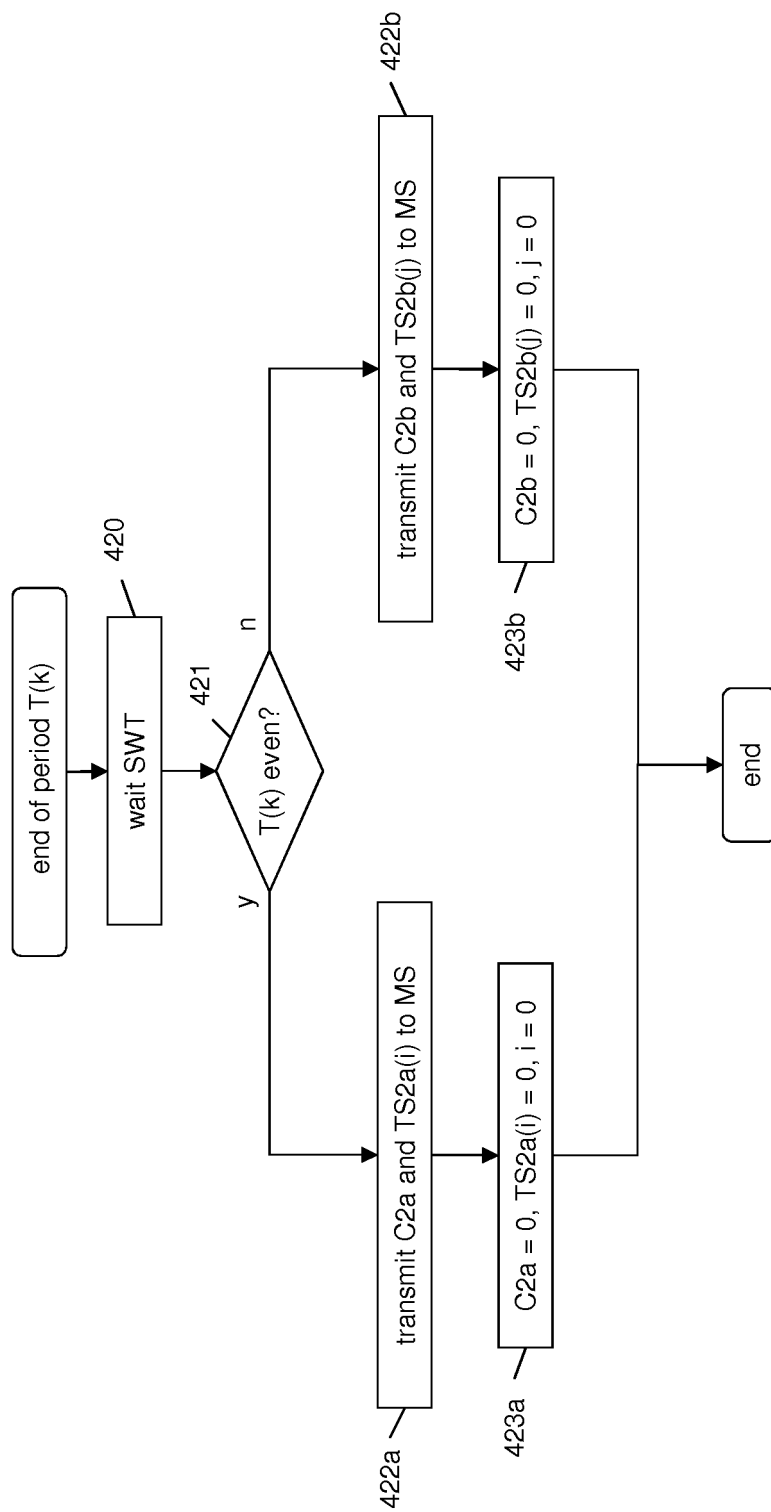 end of period T(k)
420
wait SWT
421
T(k) even?
y
n
422a
transmit C2a and TS2a(i) to MS
transmit C2b and TS2b(j) to MS
422b
423a
C2a = 0, TS2a(i) = 0, i = 0
423b
C2b = 0, TS2b(j) = 0, j = 0
end